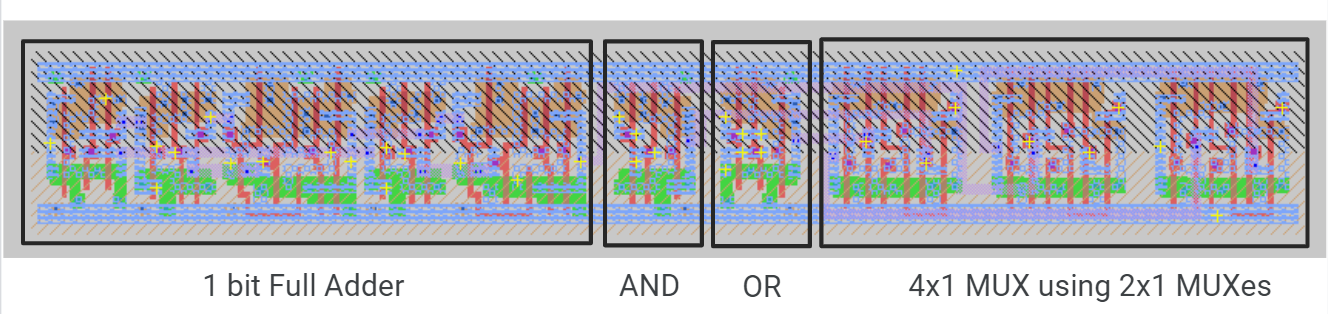 1 bit Full Adder
AND
OR
4x1 MUX using 2x1 MUXes